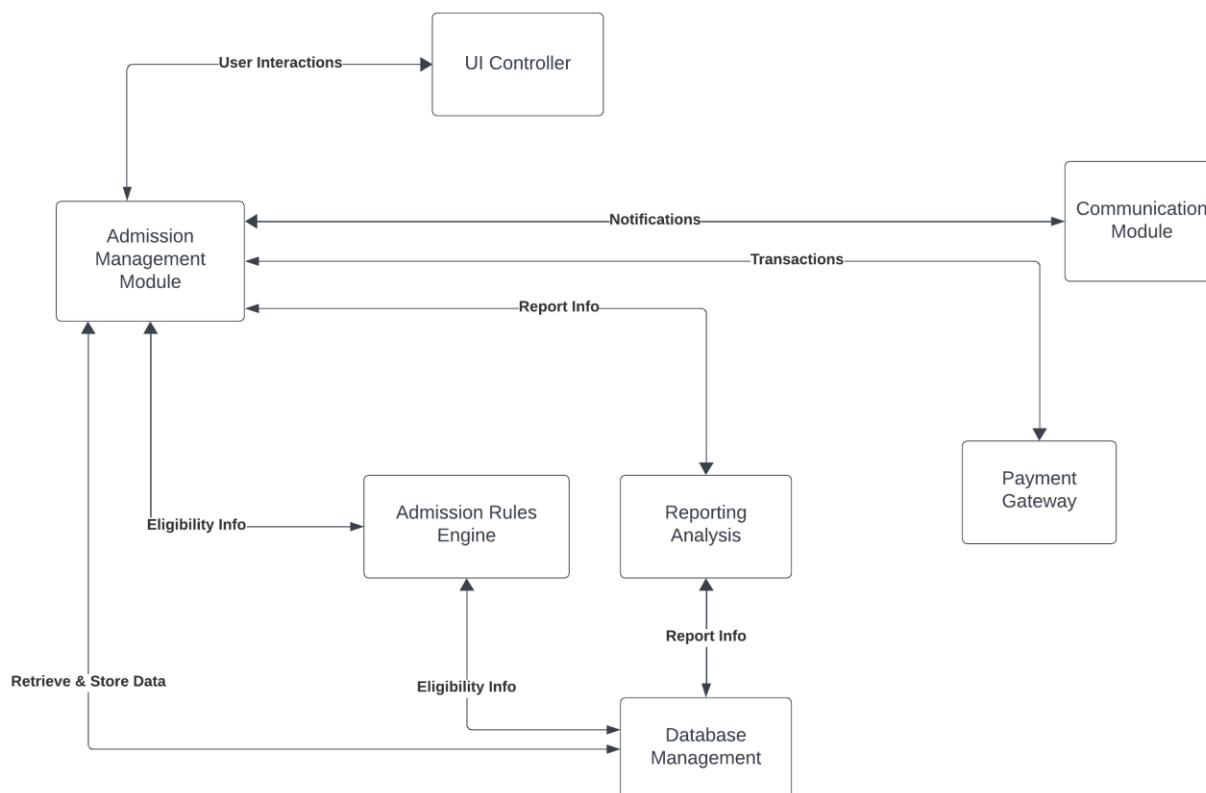 User Interactions
UI Controller
Communication
Module
Notifications
Admission
Management
Module
Transactions
Report Info
Admission Rules
Engine
Reporting
Analysis
Payment
Gateway
Eligibility Info
Report Info
Retrieve & Store Data
Eligibility Info
Database
Management